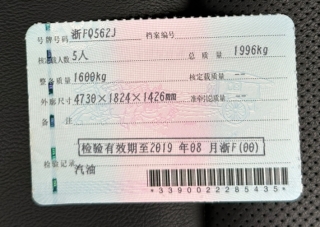 号牌号码 浙FQ562J 档案编号
核定载人数 5人 总质量 1996kg
整备质量 1600kg 核定载质量 --
外廓尺寸 4730×1824×1426mm 准牵引总质量 --
备注
检验有效期至2019年08月浙F(00)
检验记录
汽油
*3390022285435*